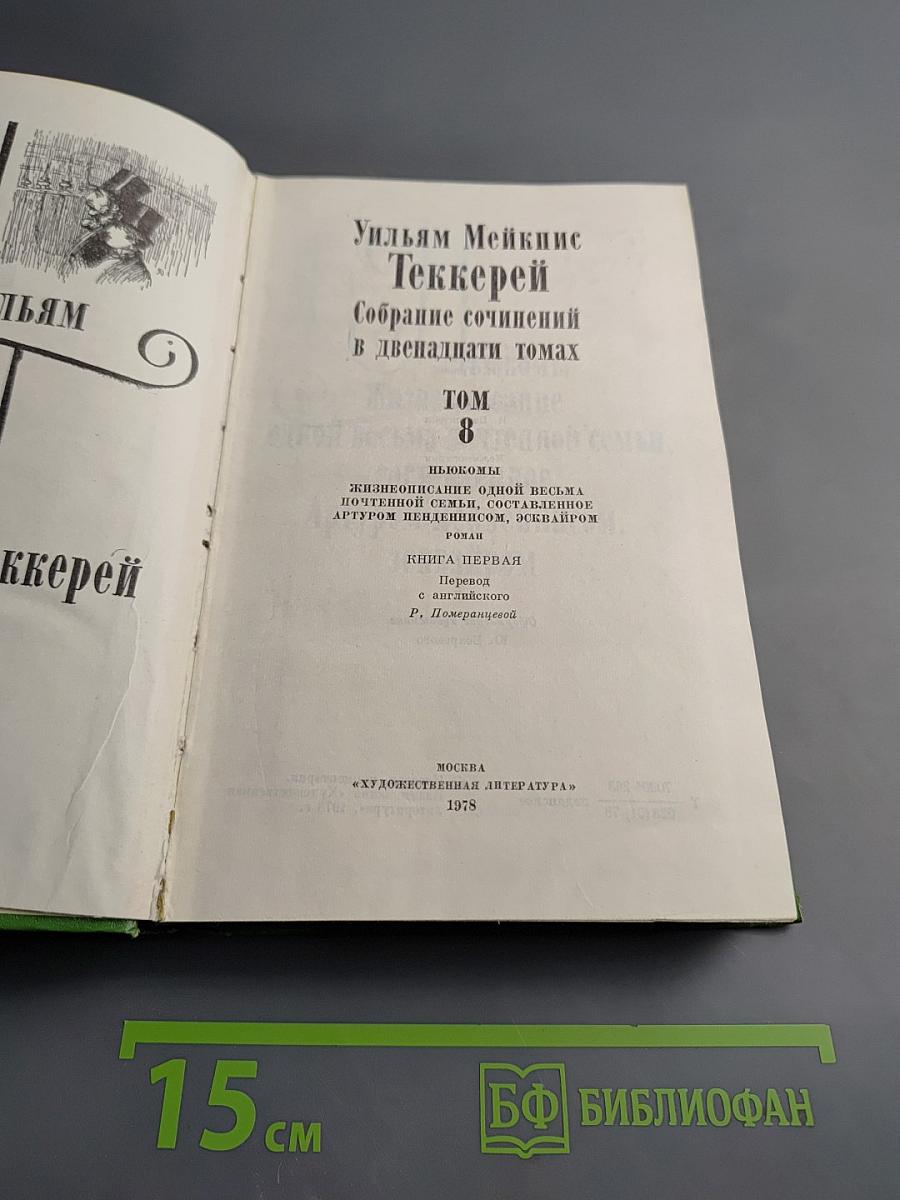 льям
ккерей
Уильям Мейкпис
Теккерей
Собрание сочинений
в двенадцати томах
ТОМ
8
НЬЮКОМЫ
ЖИЗНЕОПИСАНИЕ ОДНОЙ ВЕСЬМА
ПОЧТЕННОЙ СЕМЬИ, СОСТАВЛЕННОЕ
АРТУРОМ ПЕНДЕННИСОМ, ЭСКВАЙРОМ
РОМАН
КНИГА ПЕРВАЯ
Перевод
с английского
Р. Померанцевой
МОСКВА
«ХУДОЖЕСТВЕННАЯ ЛИТЕРАТУРА»
1978
15 см
БФ БИБЛИОФАН